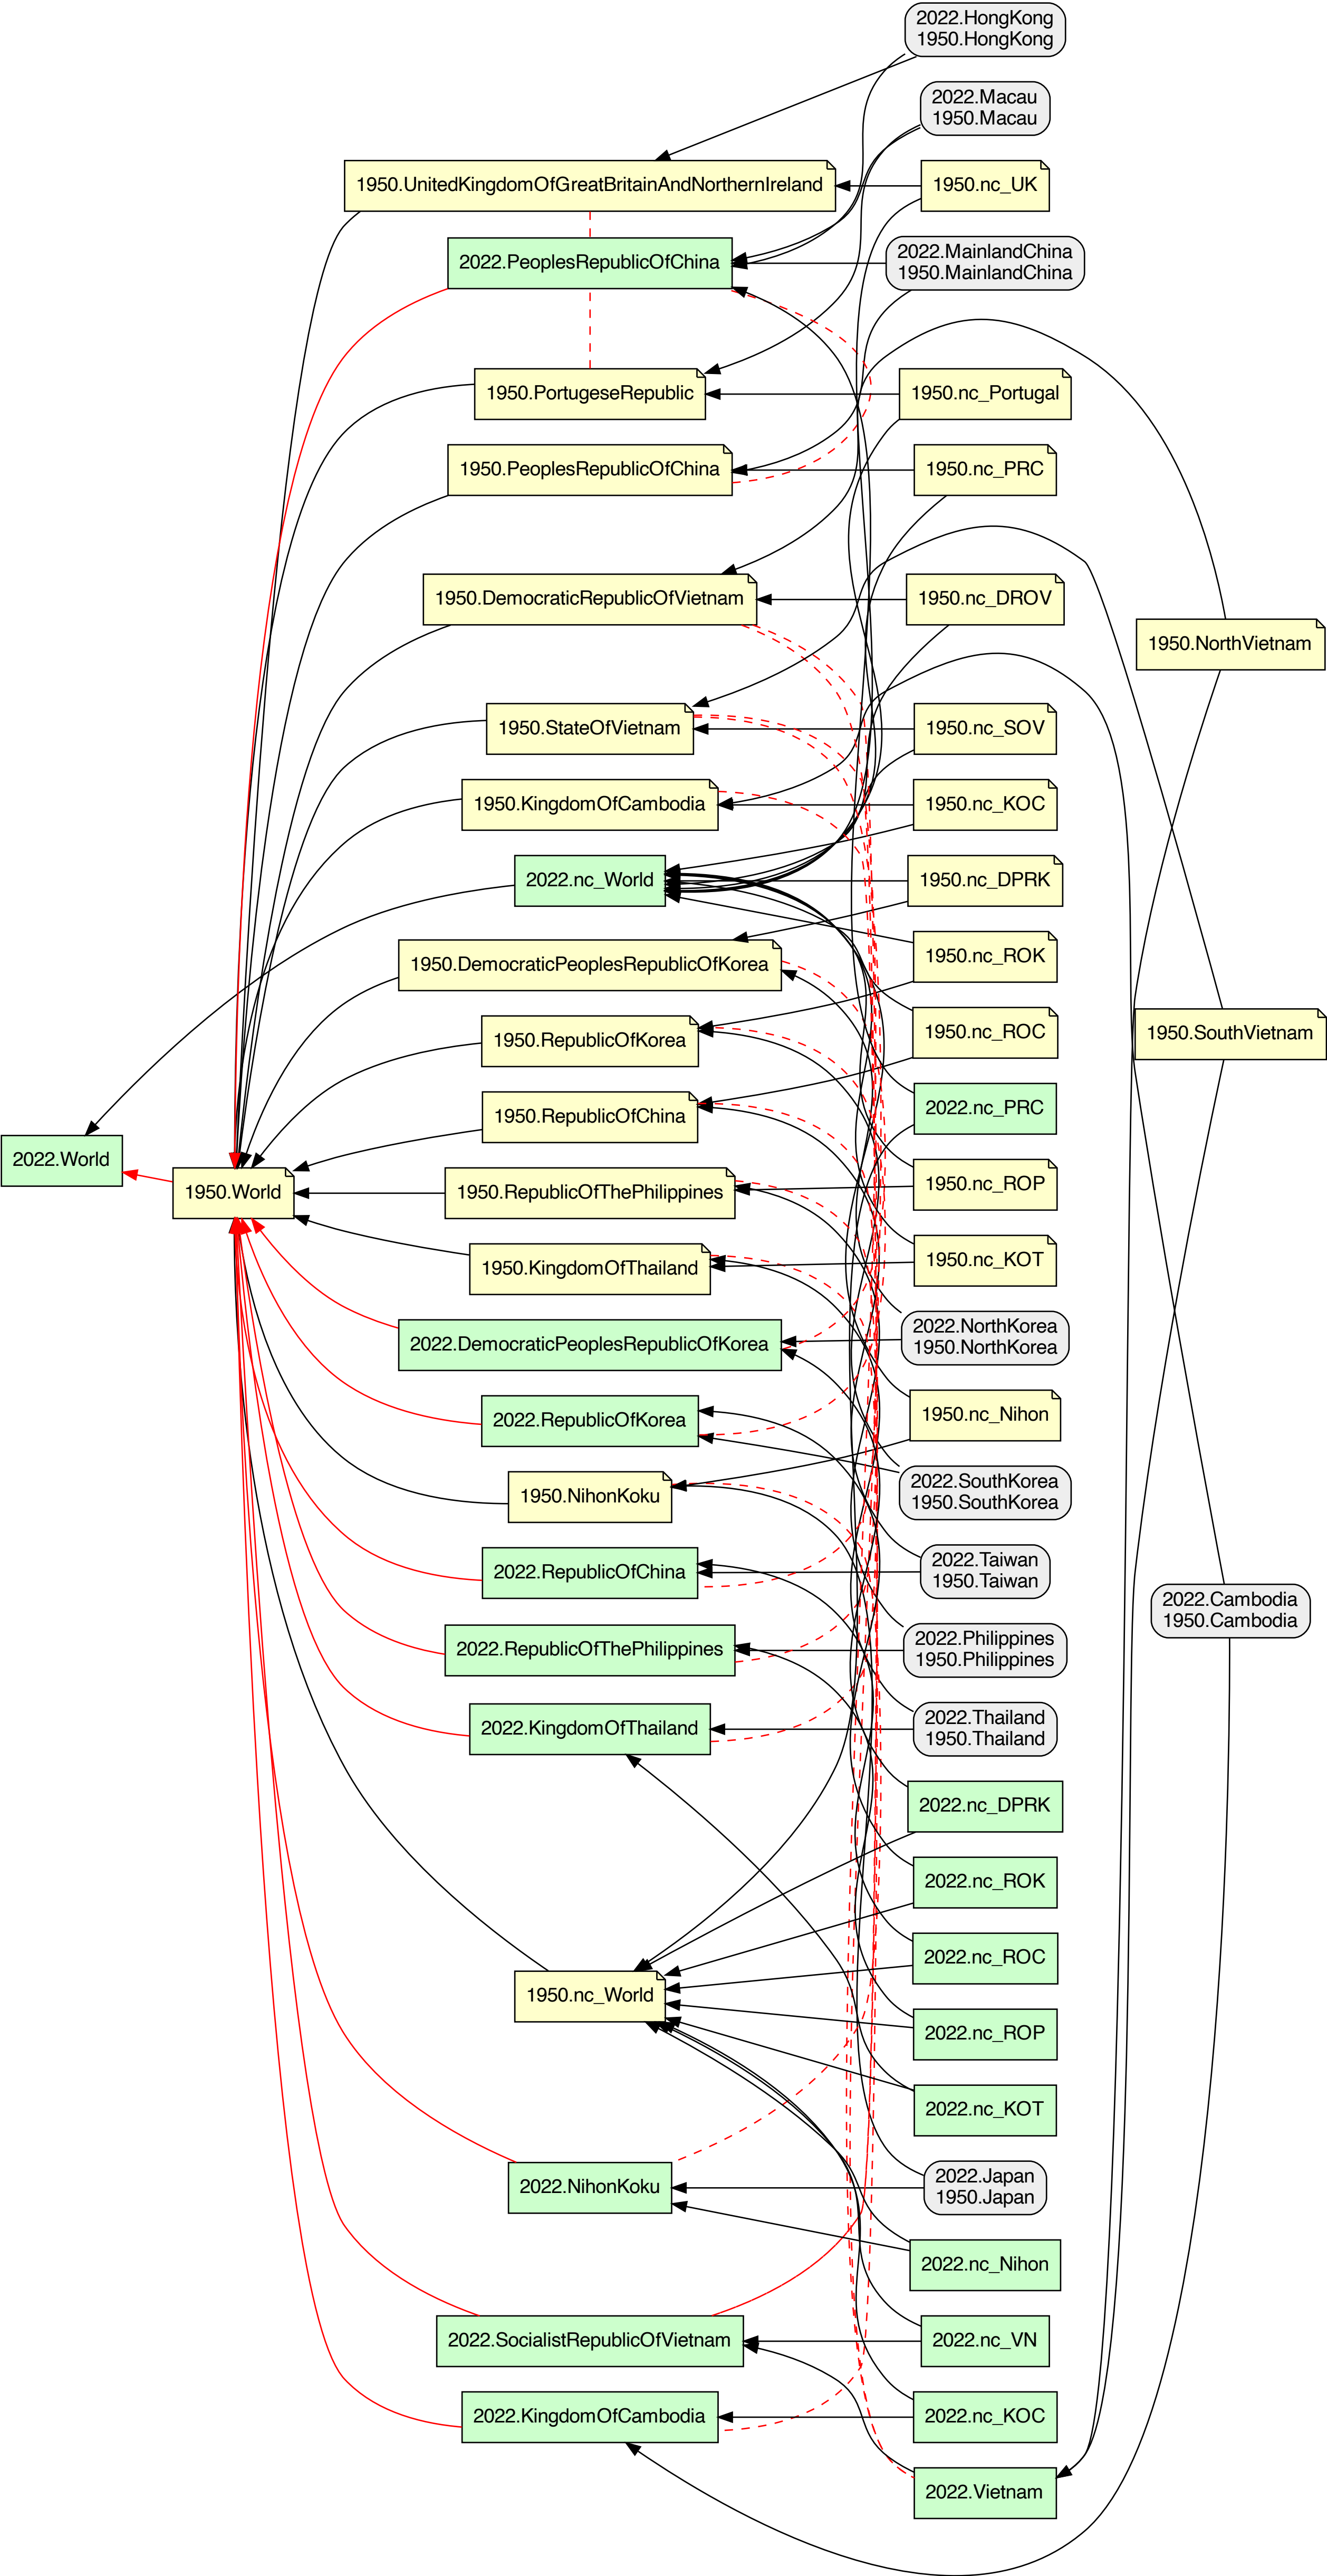 2022.HongKong
1950.HongKong
2022.Macau
1950.Macau
1950.UnitedKingdomOfGreatBritainAndNorthernIreland
1950.nc_UK
2022.PeoplesRepublicOfChina
2022.MainlandChina
1950.MainlandChina
1950.PortugeseRepublic
1950.nc_Portugal
1950.PeoplesRepublicOfChina
1950.nc_PRC
1950.DemocraticRepublicOfVietnam
1950.nc_DROV
1950.NorthVietnam
1950.StateOfVietnam
1950.nc_SOV
1950.KingdomOfCambodia
1950.nc_KOC
2022.nc_World
1950.nc_DPRK
1950.DemocraticPeoplesRepublicOfKorea
1950.nc_ROK
1950.RepublicOfKorea
1950.nc_ROC
1950.SouthVietnam
1950.RepublicOfChina
2022.nc_PRC
2022.World
1950.World
1950.RepublicOfThePhilippines
1950.nc_ROP
1950.KingdomOfThailand
1950.nc_KOT
2022.DemocraticPeoplesRepublicOfKorea
2022.NorthKorea
1950.NorthKorea
2022.RepublicOfKorea
1950.nc_Nihon
1950.NihonKoku
2022.SouthKorea
1950.SouthKorea
2022.RepublicOfChina
2022.Taiwan
1950.Taiwan
2022.Cambodia
1950.Cambodia
2022.RepublicOfThePhilippines
2022.Philippines
1950.Philippines
2022.KingdomOfThailand
2022.Thailand
1950.Thailand
2022.nc_DPRK
2022.nc_ROK
2022.nc_ROC
1950.nc_World
2022.nc_ROP
2022.nc_KOT
2022.NihonKoku
2022.Japan
1950.Japan
2022.nc_Nihon
2022.SocialistRepublicOfVietnam
2022.nc_VN
2022.KingdomOfCambodia
2022.nc_KOC
2022.Vietnam